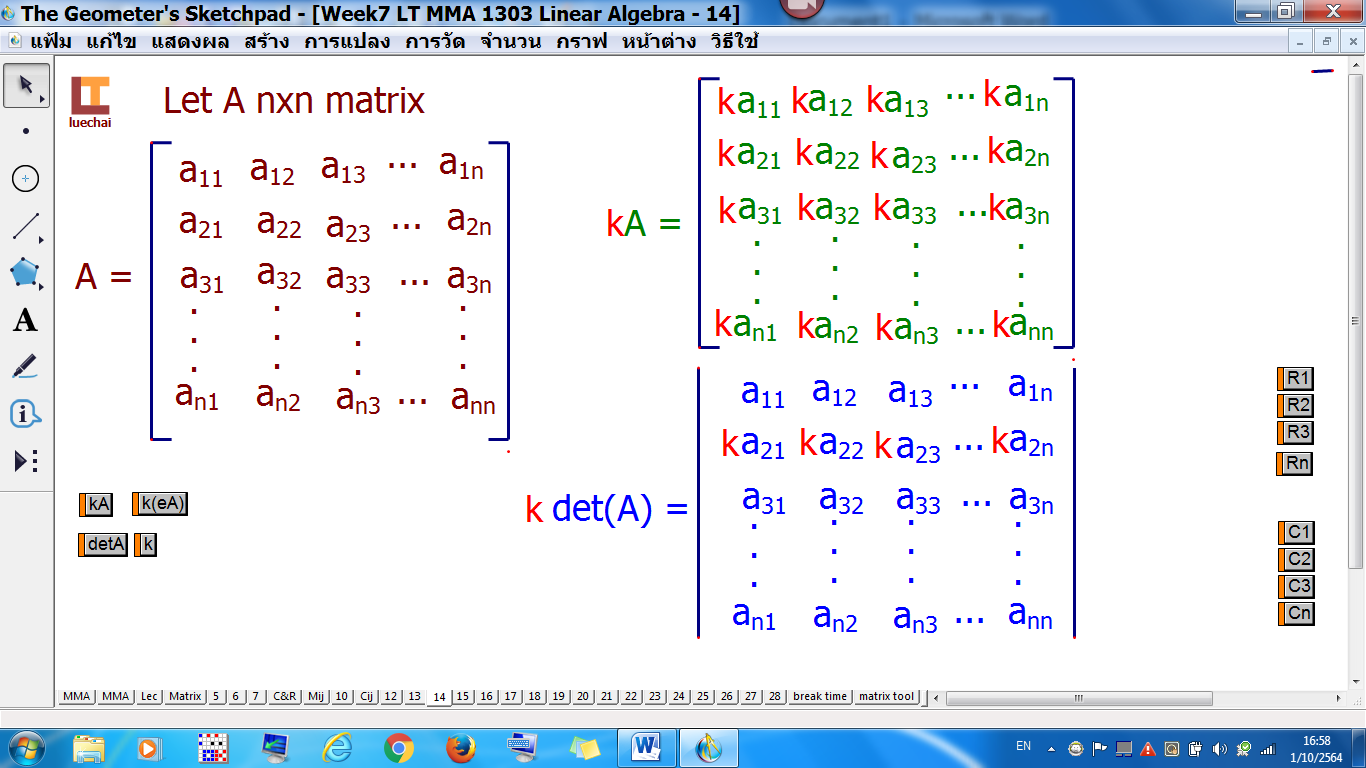 The Geometer's Sketchpad - [Week7 LT MMA 1303 Linear Algebra - 14]
แฟ้ม แก้ไข แสดงผล สร้าง การแปลง การวัด จำนวน กราฟ หน้าต่าง วิธีใช้
LT
luechai
Let A nxn matrix
A =
a11 a12 a13 ... a1n
a21 a22 a23 ... a2n
a31 a32 a33 ... a3n
. . . .
. . . .
. . . .
an1 an2 an3 ... ann
kA =
ka11 ka12 ka13 ... ka1n
ka21 ka22 ka23 ... ka2n
ka31 ka32 ka33 ... ka3n
. . . .
. . . .
. . . .
kan1 kan2 kan3 ... kann
k det(A) =
a11 a12 a13 ... a1n
ka21 ka22 ka23 ... ka2n
a31 a32 a33 ... a3n
. . . .
. . . .
. . . .
an1 an2 an3 ... ann
kA k(eA)
detA k
R1
R2
R3
Rn
C1
C2
C3
Cn
MMA MMA Lec Matrix 5 6 7 C&R Mij 10 Cij 12 13 14 15 16 17 18 19 20 21 22 23 24 25 26 27 28 break time matrix tool
EN 16:58
1/10/2564